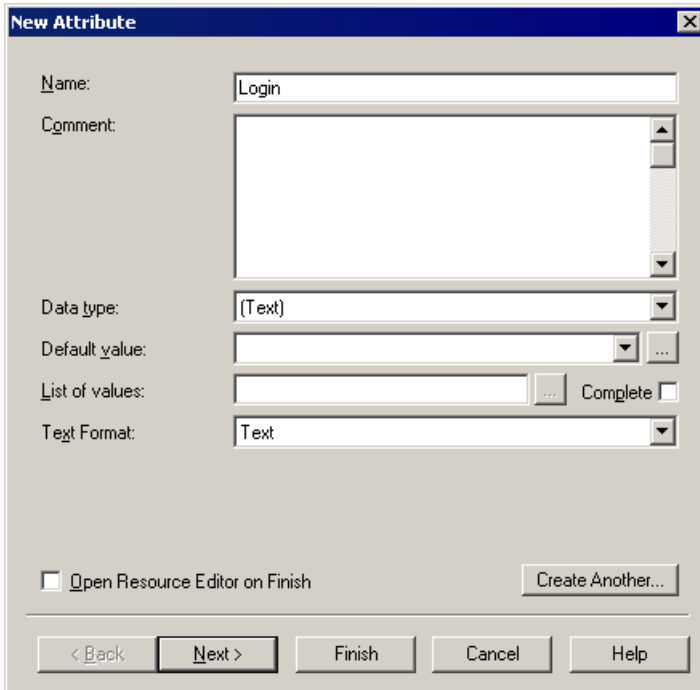 New Attribute
Name:
Login
Comment:
Data type:
(Text)
Default value:
...
List of values:
...
Complete
Text Format:
Text
Open Resource Editor on Finish
Create Another...
< Back
Next >
Finish
Cancel
Help